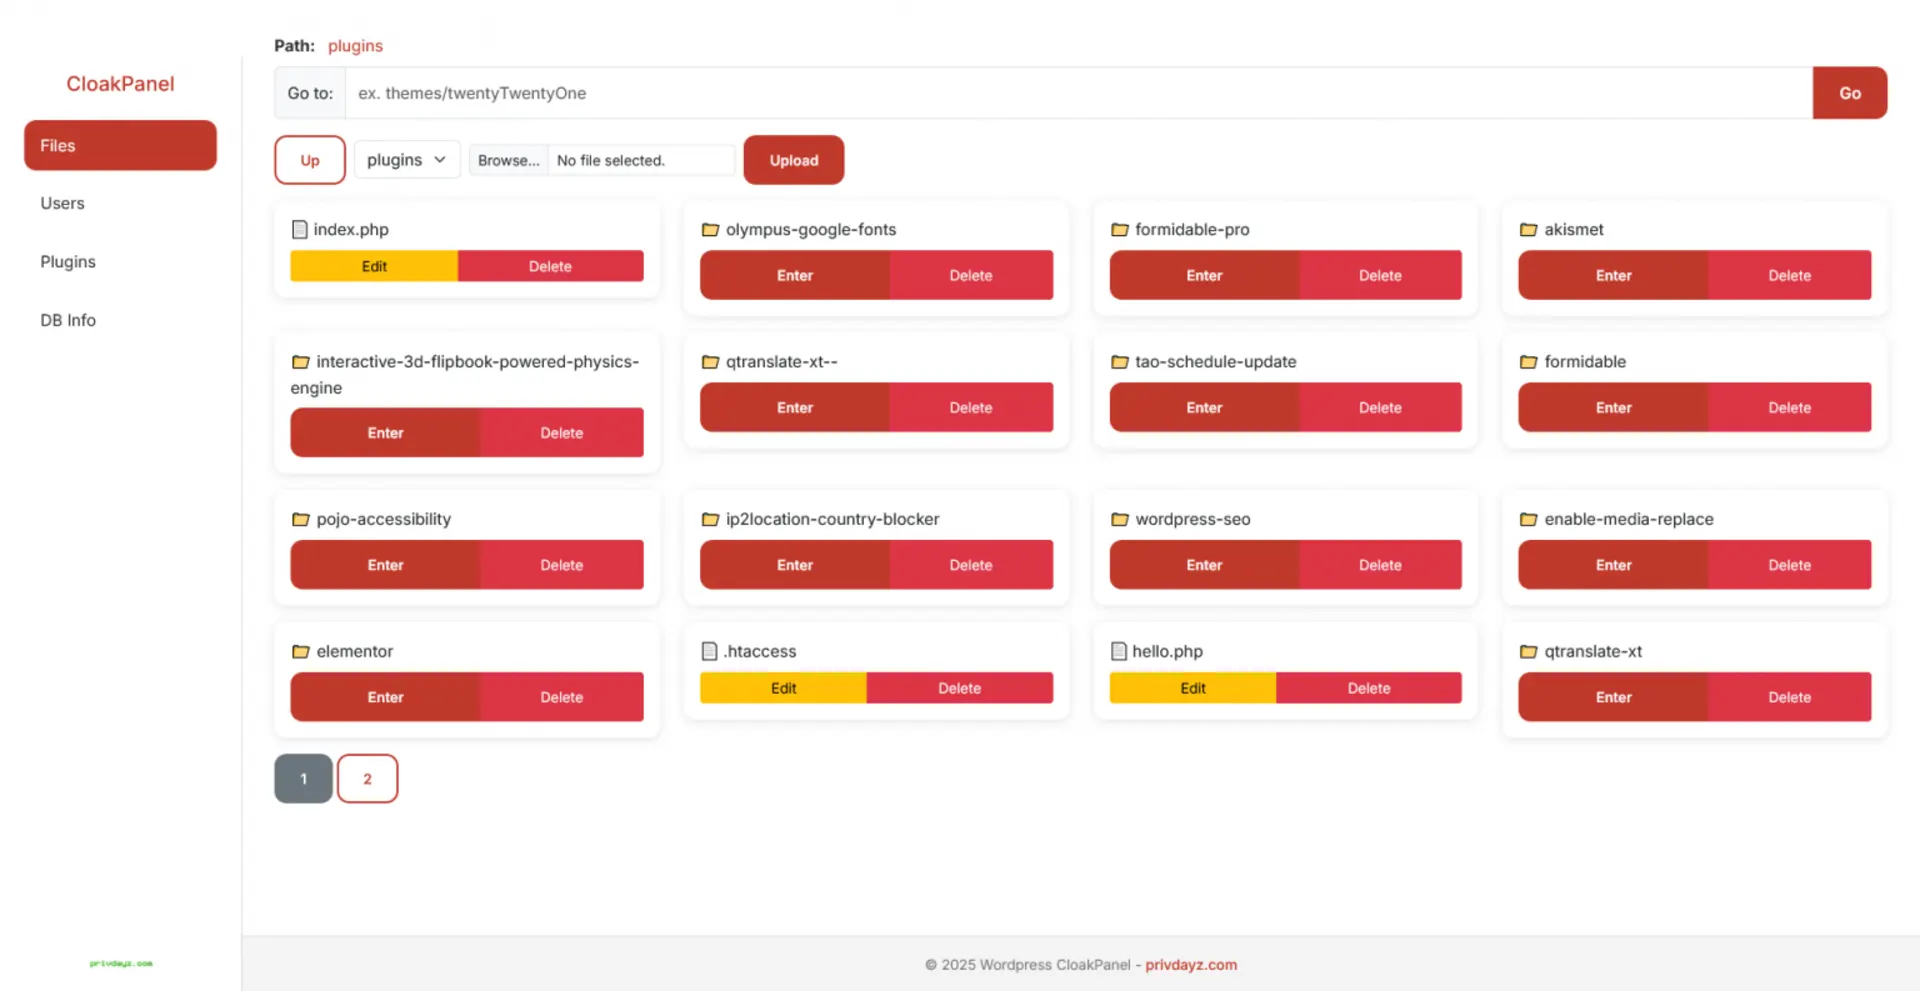 Path: plugins
CloakPanel
Go to: ex. themes/twentyTwentyOne Go
Files
Users
Plugins
DB Info
Up plugins Browse... No file selected. Upload
index.php
Edit Delete
olympus-google-fonts
Enter Delete
formidable-pro
Enter Delete
akismet
Enter Delete
interactive-3d-flipbook-powered-physics-
engine
Enter Delete
qtranslate-xt--
Enter Delete
tao-schedule-update
Enter Delete
formidable
Enter Delete
pojo-accessibility
Enter Delete
ip2location-country-blocker
Enter Delete
wordpress-seo
Enter Delete
enable-media-replace
Enter Delete
elementor
Enter Delete
.htaccess
Edit Delete
hello.php
Edit Delete
qtranslate-xt
Enter Delete
1 2
privdayz.com
© 2025 Wordpress CloakPanel - privdayz.com